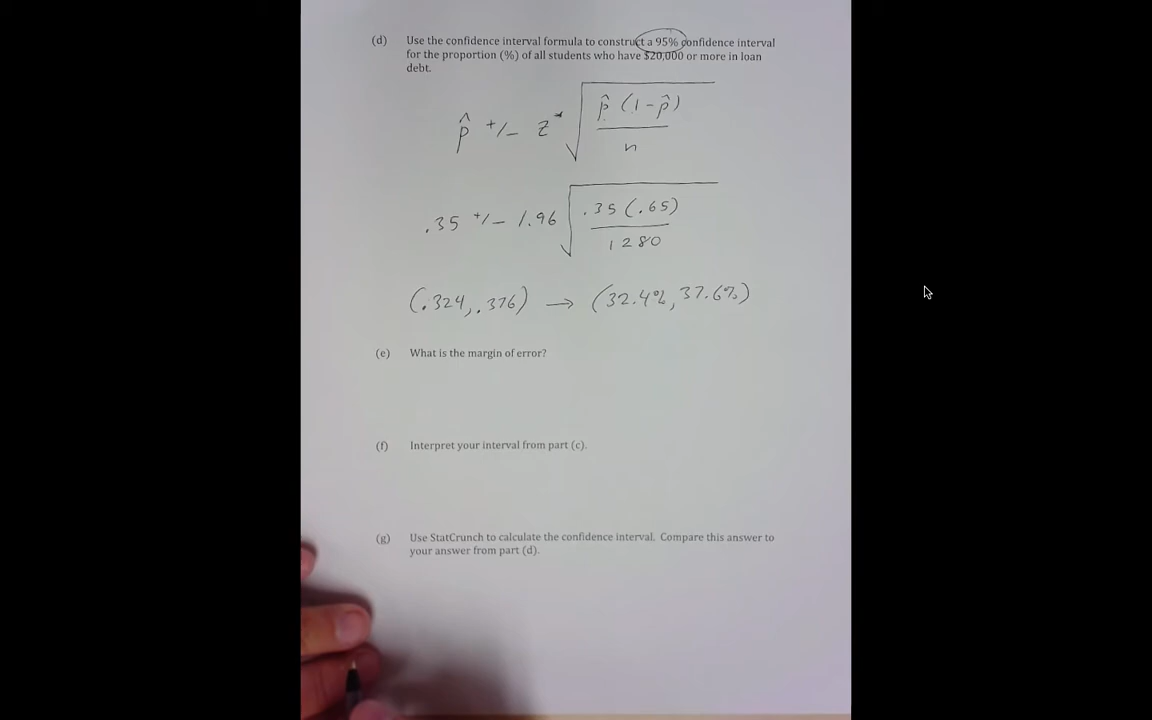 (d) Use the confidence interval formula to construct a 95% confidence interval
for the proportion (%) of all students who have $20,000 or more in loan
debt.
p̂ +/- z* √(p̂ (1-p̂) / n)
.35 +/- 1.96 √(.35 (.65) / 1280)
(.324, .376) → (32.4%, 37.6%)
(e) What is the margin of error?
(f) Interpret your interval from part (c).
(g) Use StatCrunch to calculate the confidence interval. Compare this answer to
your answer from part (d).